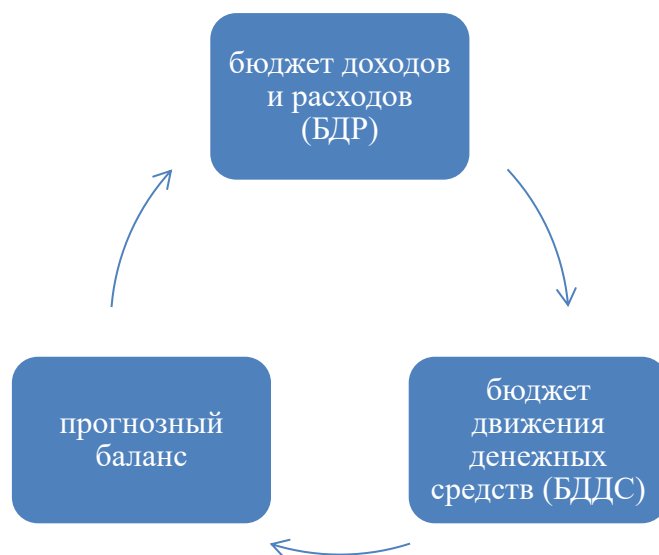 бюджет доходов
и расходов
(БДР)
бюджет
движения
денежных
средств (БДДС)
прогнозный
баланс